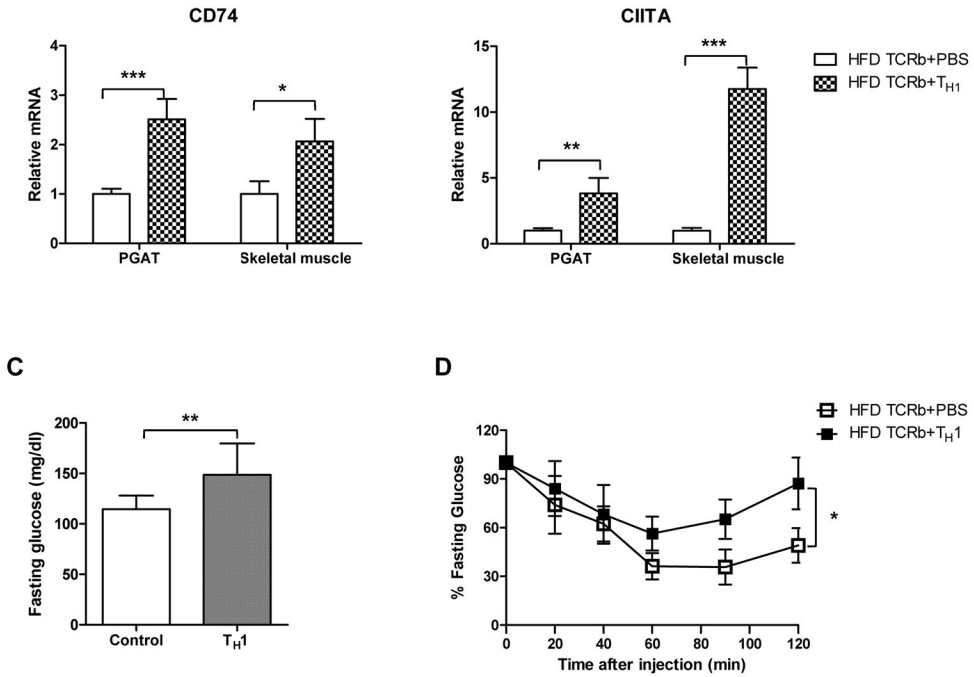 CD74
Relative mRNA
4
3
2
1
0
***
*
PGAT
Skeletal muscle
CIITA
Relative mRNA
15
10
5
0
**
***
PGAT
Skeletal muscle
HFD TCRb+PBS
HFD TCRb+TH1
C
Fasting glucose (mg/dl)
200
150
100
50
0
**
Control
TH1
D
HFD TCRb+PBS
HFD TCRb+TH1
% Fasting Glucose
120
90
60
30
0
*
0 20 40 60 80 100 120
Time after injection (min)